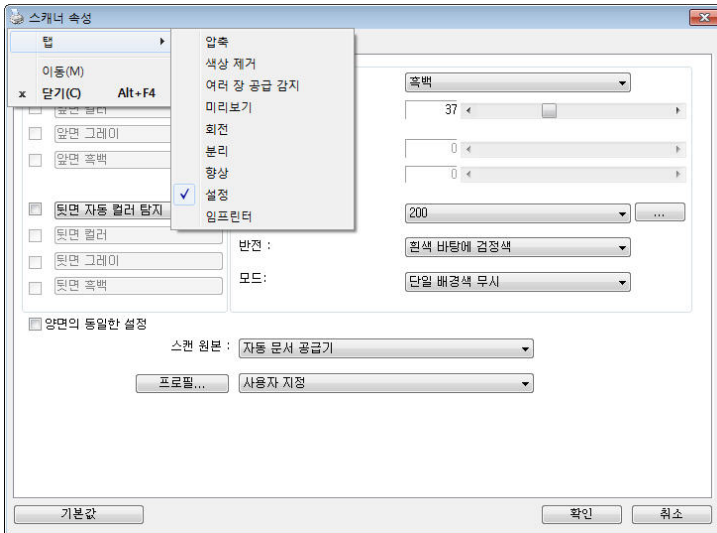 스캐너 속성
탭
이동(M)
x 닫기(C) Alt+F4
압축
색상 제거
여러 장 공급 감지
미리보기
회전
분리
향상
설정
임프린터
앞면 컬러
앞면 그레이
앞면 흑백
뒷면 자동 컬러 탐지
뒷면 컬러
뒷면 그레이
뒷면 흑백
흑백
37
0
0
200 ...
반전 : 흰색 바탕에 검정색
모드: 단일 배경색 무시
양면의 동일한 설정
스캔 원본 : 자동 문서 공급기
프로필... 사용자 지정
기본값 확인 취소